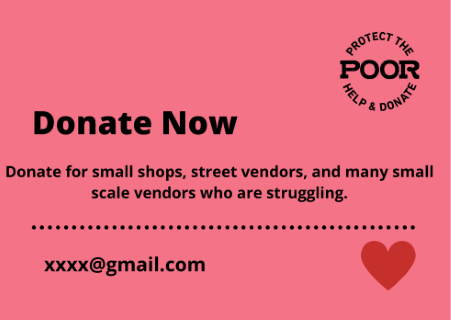 PROTECT THE
POOR
HELP & DONATE
Donate Now
Donate for small shops, street vendors, and many small
scale vendors who are struggling.
xxxx@gmail.com